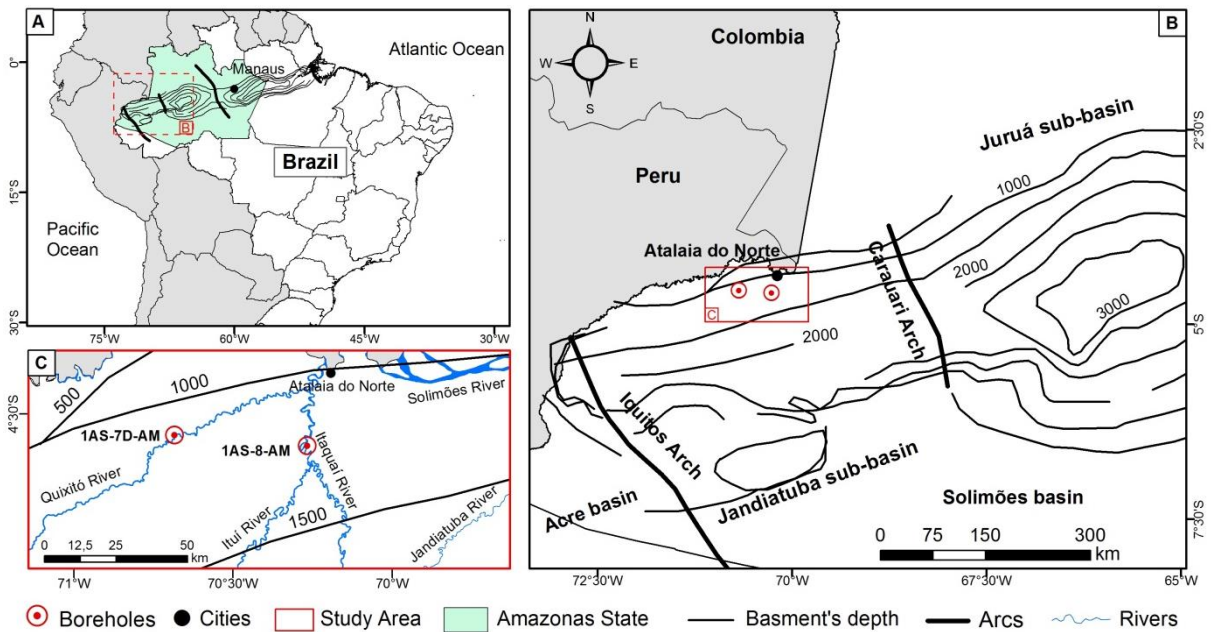 A
Atlantic Ocean
0°
Manaus
B
Brazil
15°S
Pacific
Ocean
30°S
75°W
60°W
45°W
30°W
B
N
W
E
S
Colombia
Juruá sub-basin
2°30'S
Peru
1000
Atalaia do Norte
2000
Carauari Arch
C
3000
5°S
2000
Iquitos Arch
Jandiatuba sub-basin
Acre basin
Solimões basin
0 75 150 300
km
7°30'S
72°30'W
70°W
67°30'W
65°W
C
1000
500
Atalaia do Norte
Solimões River
4°30'S
1AS-7D-AM
1AS-8-AM
Itaquaí River
Quixitó River
Ituí River
1500
Jandiatuba River
0 12,5 25 50
km
71°W
70°30'W
70°W
Boreholes
Cities
Study Area
Amazonas State
Basment's depth
Arcs
Rivers